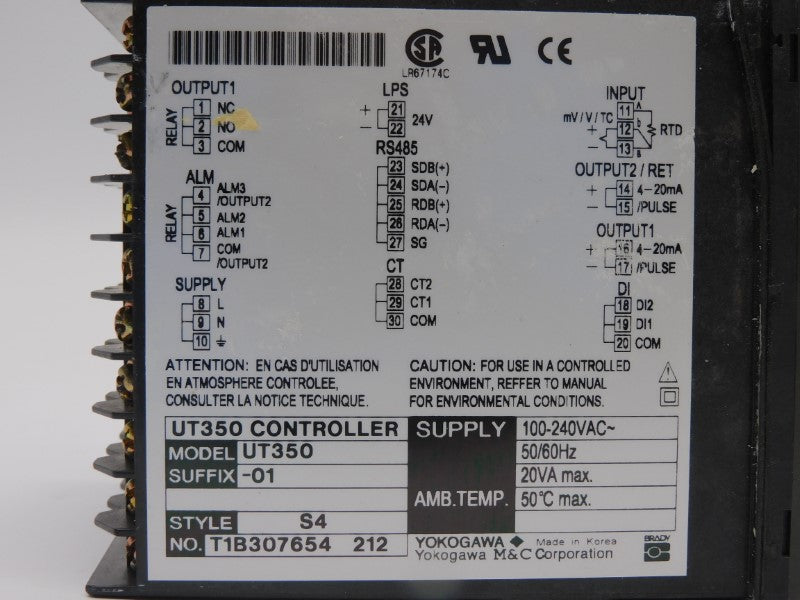 LR67174C
OUTPUT1
RELAY
1 NC
2 NO
3 COM
ALM
RELAY
4 ALM3
/OUTPUT2
5 ALM2
6 ALM1
7 COM
/OUTPUT2
SUPPLY
8 L
9 N
10
LPS
+ 21
24V
- 22
RS485
23 SDB(+)
24 SDA(-)
25 RDB(+)
26 RDA(-)
27 SG
CT
28 CT2
29 CT1
30 COM
INPUT
mV/V/TC
11 A
+ 12 b
RTD
- 13 B
OUTPUT2 / RET
+ 14 4-20mA
- 15 /PULSE
OUTPUT1
+ 16 4-20mA
- 17 /PULSE
DI
18 DI2
19 DI1
20 COM
ATTENTION: EN CAS D'UTILISATION
EN ATMOSPHERE CONTROLEE,
CONSULTER LA NOTICE TECHNIQUE.
CAUTION: FOR USE IN A CONTROLLED
ENVIRONMENT, REFFER TO MANUAL
FOR ENVIRONMENTAL CONDITIONS.
UT350 CONTROLLER
MODEL UT350
SUFFIX -01
STYLE S4
NO. T1B307654 212
SUPPLY 100-240VAC~
50/60Hz
20VA max.
AMB.TEMP. 50°C max.
YOKOGAWA ◆ Made in Korea
Yokogawa M&C Corporation
BRADY